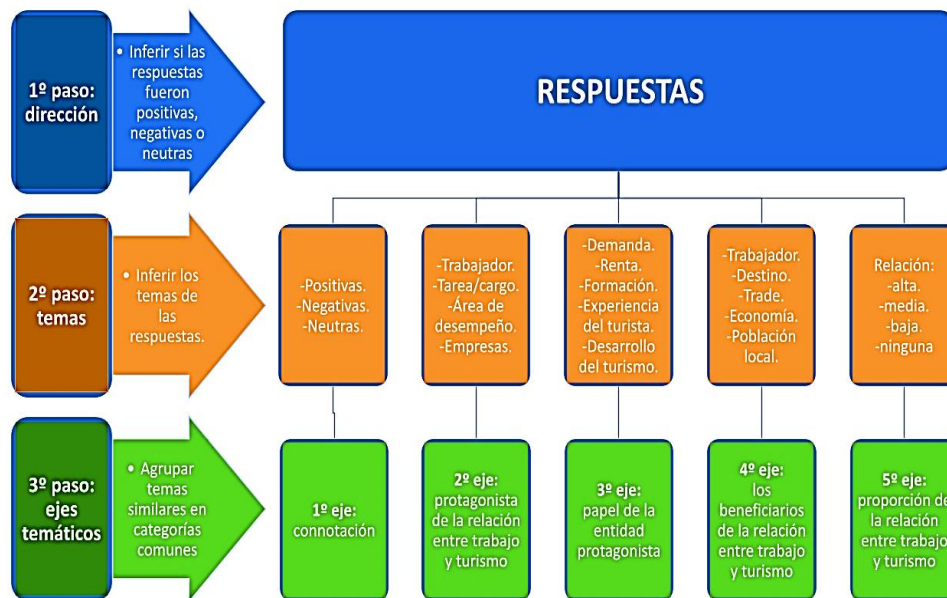 1º paso:
dirección
• Inferir si las
respuestas
fueron
positivas,
negativas o
neutras
RESPUESTAS
2º paso:
temas
• Inferir los
temas de
las
respuestas.
-Positivas.
-Negativas.
-Neutras.
-Trabajador.
-Tarea/cargo.
-Área de
desempeño.
-Empresas.
-Demanda.
-Renta.
-Formación.
-Experiencia
del turista.
-Desarrollo
del turismo.
-Trabajador.
-Destino.
-Trade.
-Economía.
-Población
local.
Relación:
-alta.
-media.
-baja.
-ninguna
3º paso:
ejes
temáticos
• Agrupar
temas
similares en
categorías
comunes
1º eje:
connotación
2º eje:
protagonista
de la relación
entre trabajo
y turismo
3º eje:
papel de la
entidad
protagonista
4º eje:
los
beneficiarios
de la relación
entre trabajo
y turismo
5º eje:
proporción de
la relación
entre trabajo
y turismo